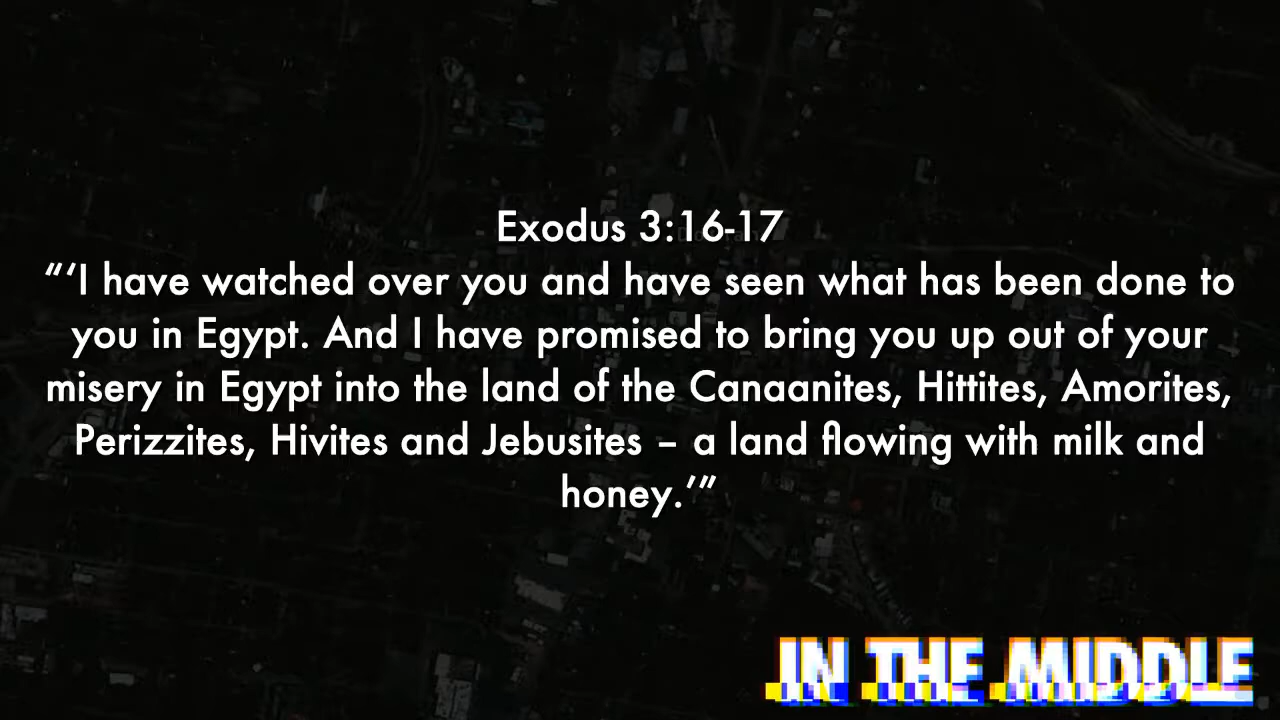 Exodus 3:16-17
“‘I have watched over you and have seen what has been done to
you in Egypt. And I have promised to bring you up out of your
misery in Egypt into the land of the Canaanites, Hittites, Amorites,
Perizzites, Hivites and Jebusites – a land flowing with milk and
honey.’”
IN THE MIDDLE